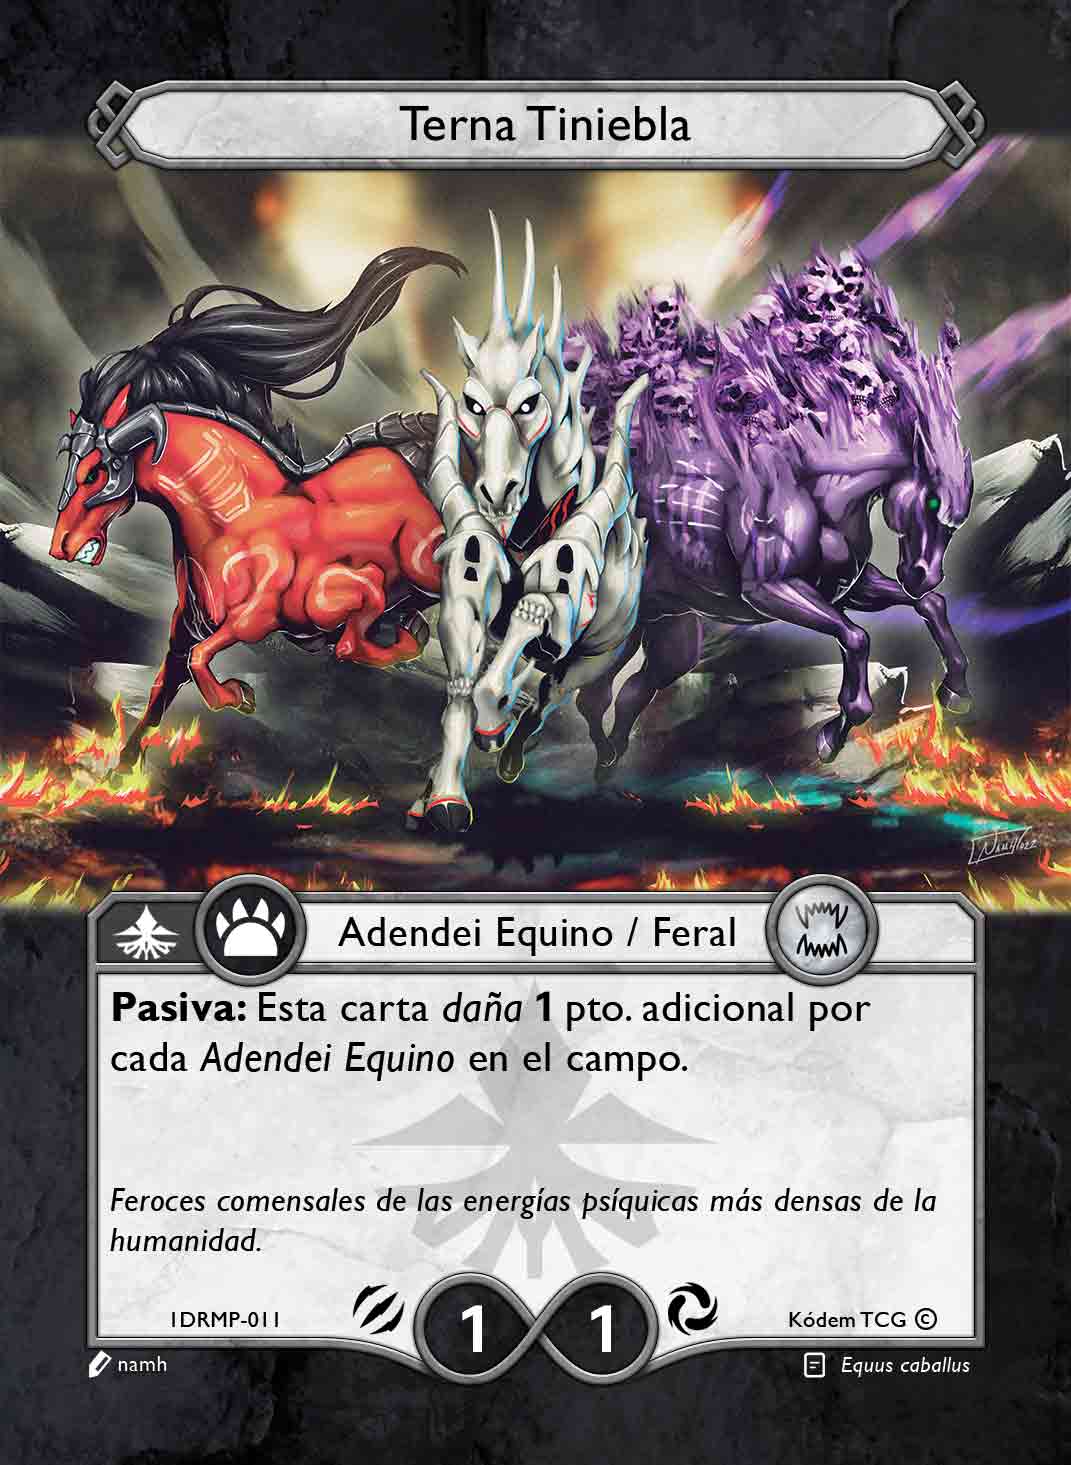 Terna Tiniebla
Adendei Equino / Feral
Pasiva: Esta carta daña 1 pto. adicional por
cada Adendei Equino en el campo.
Feroces comensales de las energías psíquicas más densas de la
humanidad.
1DRMP-011
1 1
Kódem TCG ©
namh
Equus caballus